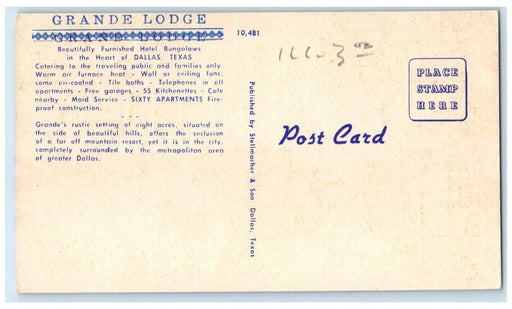 GRANDE LODGE
GRANDE LODGE
Beautifully Furnished Hotel Bungalows
in the Heart of DALLAS, TEXAS
Catering to the traveling public and families only.
Warm air furnace heat - Wall or ceiling fans,
some air-cooled - Tile baths - Telephones in all
apartments - Free garages - 55 Kitchenettes - Cafe
nearby - Maid Service - SIXTY APARTMENTS Fire-
proof construction.
- - -
Grande's rustic setting of eight acres, situated on
the side of beautiful hills, offers the seclusion
of a far off mountain resort, yet it is in the city,
completely surrounded by the metropolitan area
of greater Dallas.
10,481
Published by Stellmacher & Son Dallas, Texas
Post Card
PLACE
STAMP
HERE